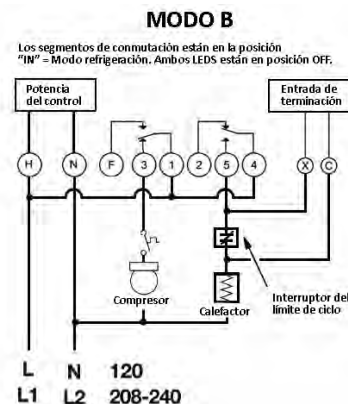 MODO B
Los segmentos de conmutación están en la posición
"IN" = Modo refrigeración. Ambos LEDS están en posición OFF.
Potencia
del control
Entrada de
terminación
H N F 3 1 2 5 4 X C
Compresor
Calefactor
Interruptor del
límite de ciclo
L N 120
L1 L2 208-240